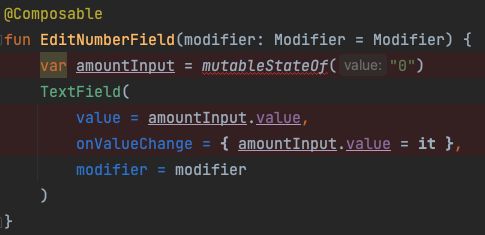 @Composable
fun EditNumberField(modifier: Modifier = Modifier) {
    var amountInput = mutableStateOf( value: "0")
    TextField(
        value = amountInput.value,
        onValueChange = { amountInput.value = it },
        modifier = modifier
    )
}